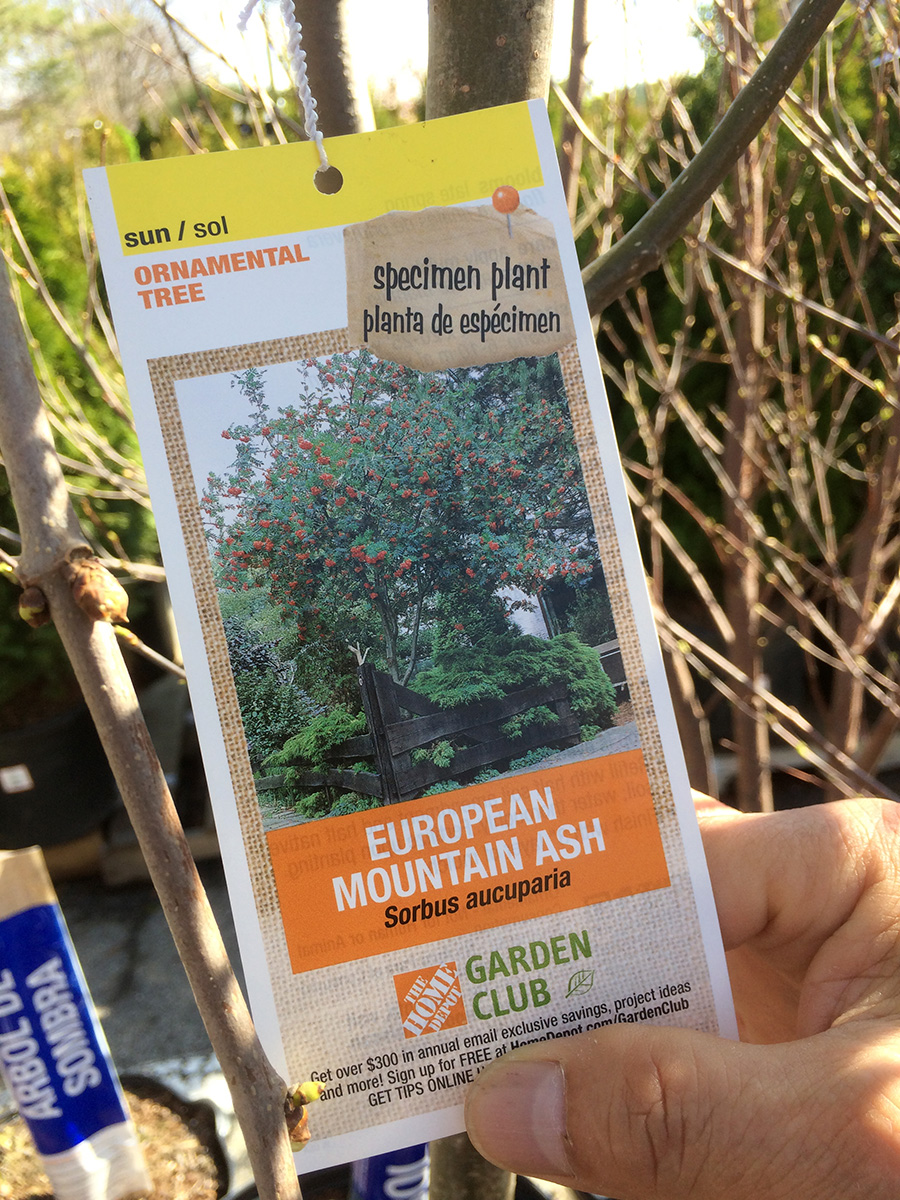 sun / sol
ORNAMENTAL
TREE
specimen plant
planta de espécimen
EUROPEAN
MOUNTAIN ASH
Sorbus aucuparia
THE
HOME
DEPOT
GARDEN
CLUB
Get over $300 in annual email exclusive savings, project ideas
and more! Sign up for FREE at HomeDepot.com/GardenClub
GET TIPS ONLINE
ARBOL DE
SOMBRA